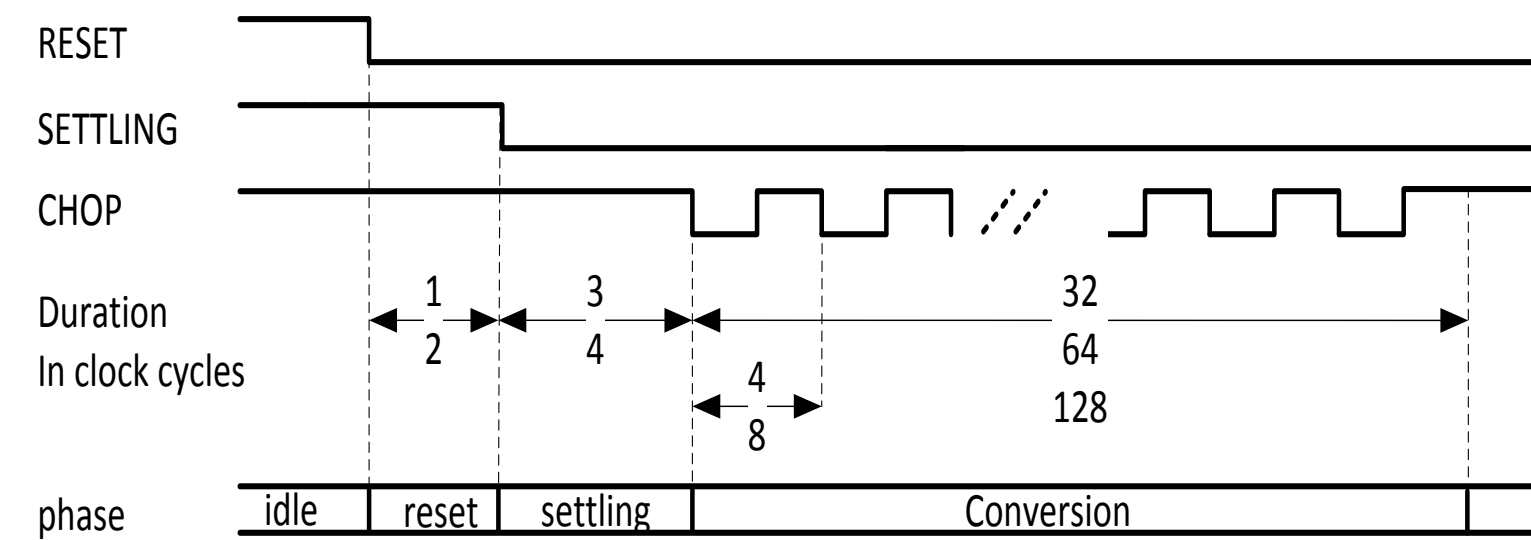 RESET
SETTLING
CHOP
Duration
In clock cycles
1
2
3
4
4
8
32
64
128
phase
idle
reset
settling
Conversion